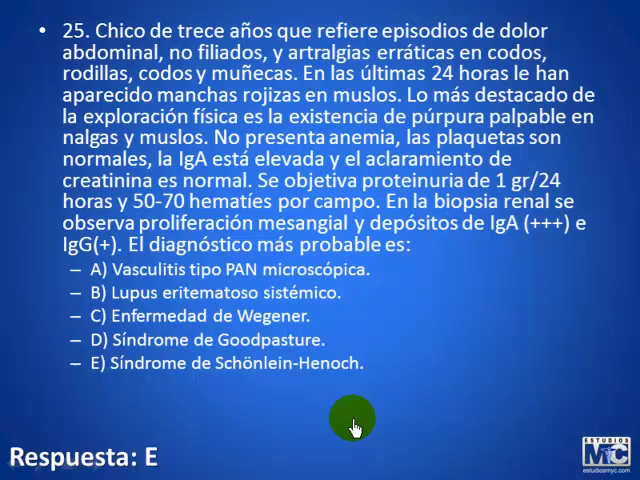 • 25. Chico de trece años que refiere episodios de dolor
abdominal, no filiados, y artralgias erráticas en codos,
rodillas, codos y muñecas. En las últimas 24 horas le han
aparecido manchas rojizas en muslos. Lo más destacado de
la exploración física es la existencia de púrpura palpable en
nalgas y muslos. No presenta anemia, las plaquetas son
normales, la IgA está elevada y el aclaramiento de
creatinina es normal. Se objetiva proteinuria de 1 gr/24
horas y 50-70 hematíes por campo. En la biopsia renal se
observa proliferación mesangial y depósitos de IgA (+++) e
IgG(+). El diagnóstico más probable es:
– A) Vasculitis tipo PAN microscópica.
– B) Lupus eritematoso sistémico.
– C) Enfermedad de Wegener.
– D) Síndrome de Goodpasture.
– E) Síndrome de Schönlein-Henoch.
Respuesta: E
ESTUDIOS
MYC
estudiosmyc.com